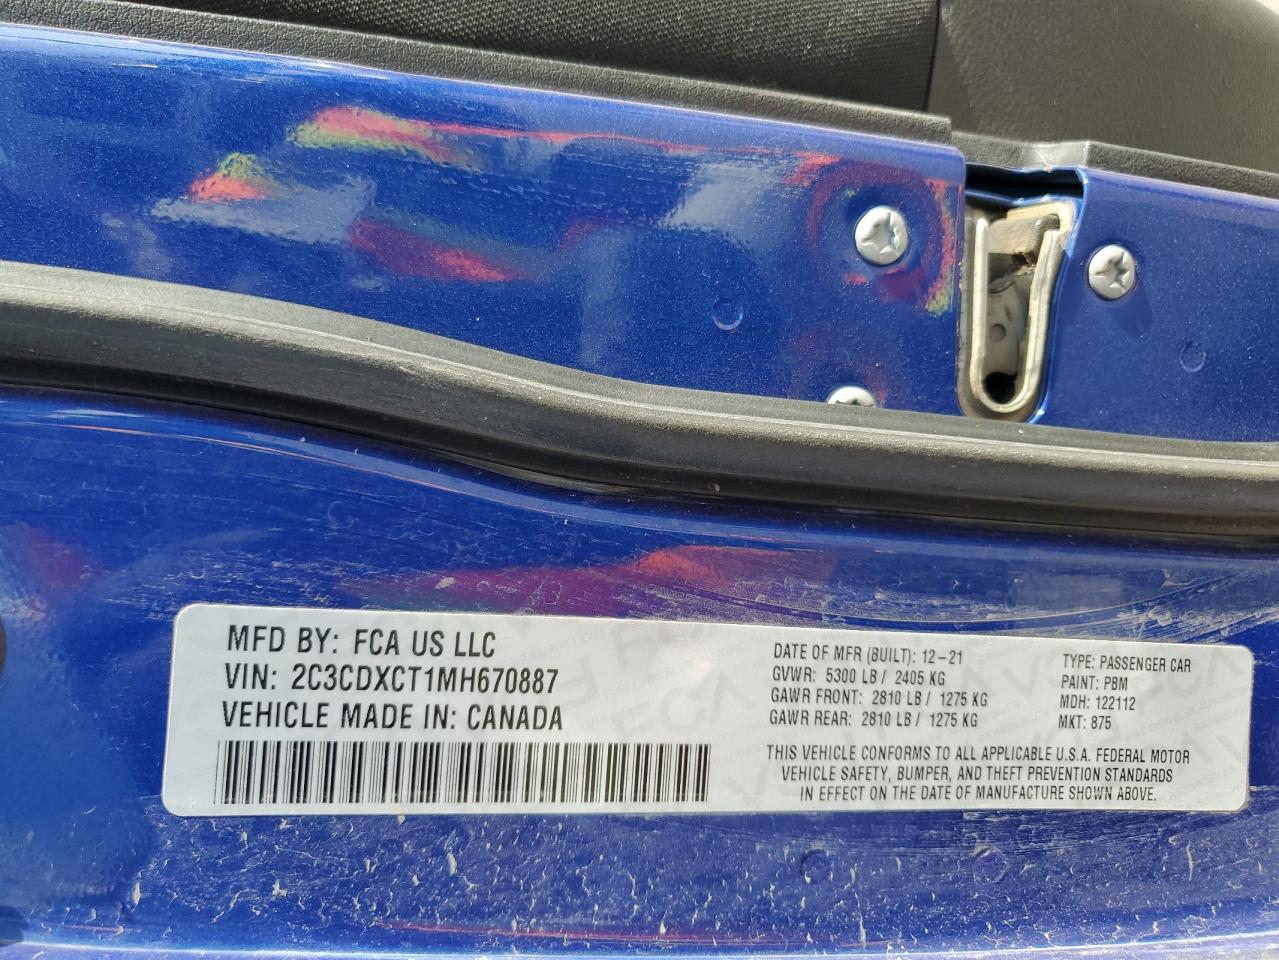 MFD BY: FCA US LLC
VIN: 2C3CDXCT1MH670887
VEHICLE MADE IN: CANADA
DATE OF MFR (BUILT): 12-21
GVWR: 5300 LB / 2405 KG
GAWR FRONT: 2810 LB / 1275 KG
GAWR REAR: 2810 LB / 1275 KG
TYPE: PASSENGER CAR
PAINT: PBM
MDH: 122112
MKT: 875
THIS VEHICLE CONFORMS TO ALL APPLICABLE U.S.A. FEDERAL MOTOR
VEHICLE SAFETY, BUMPER, AND THEFT PREVENTION STANDARDS
IN EFFECT ON THE DATE OF MANUFACTURE SHOWN ABOVE.